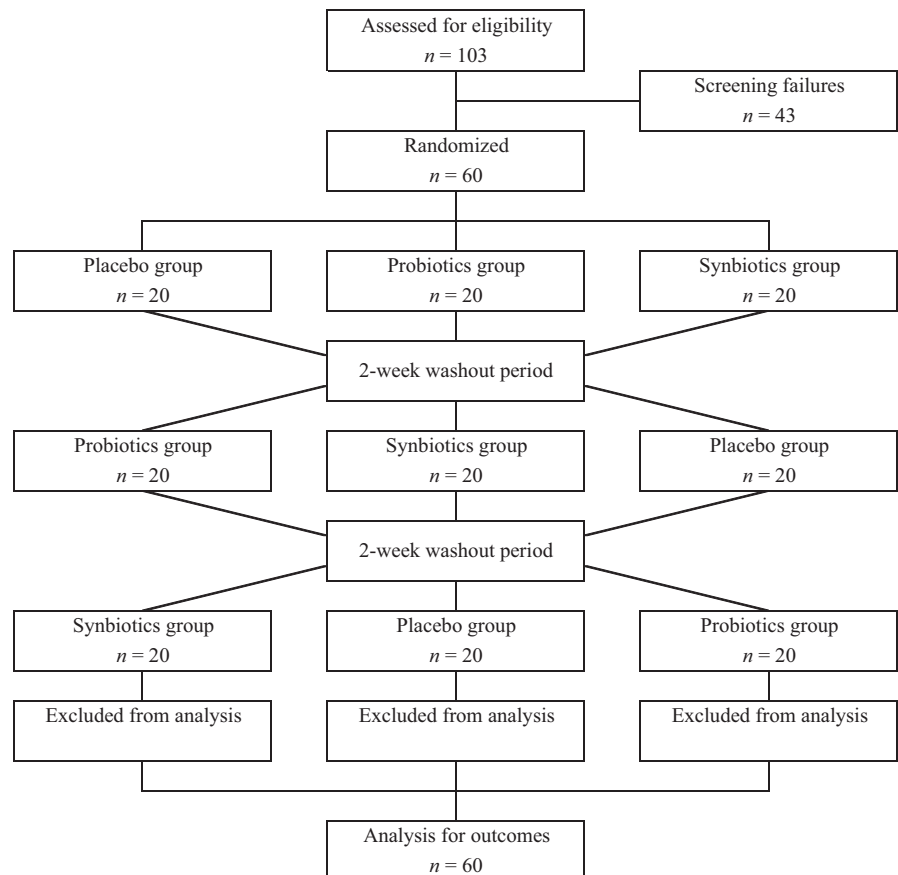 Assessed for eligibility
n = 103
Screening failures
n = 43
Randomized
n = 60
Placebo group
n = 20
Probiotics group
n = 20
Synbiotics group
n = 20
2-week washout period
Probiotics group
n = 20
Synbiotics group
n = 20
Placebo group
n = 20
2-week washout period
Synbiotics group
n = 20
Placebo group
n = 20
Probiotics group
n = 20
Excluded from analysis
Excluded from analysis
Excluded from analysis
Analysis for outcomes
n = 60